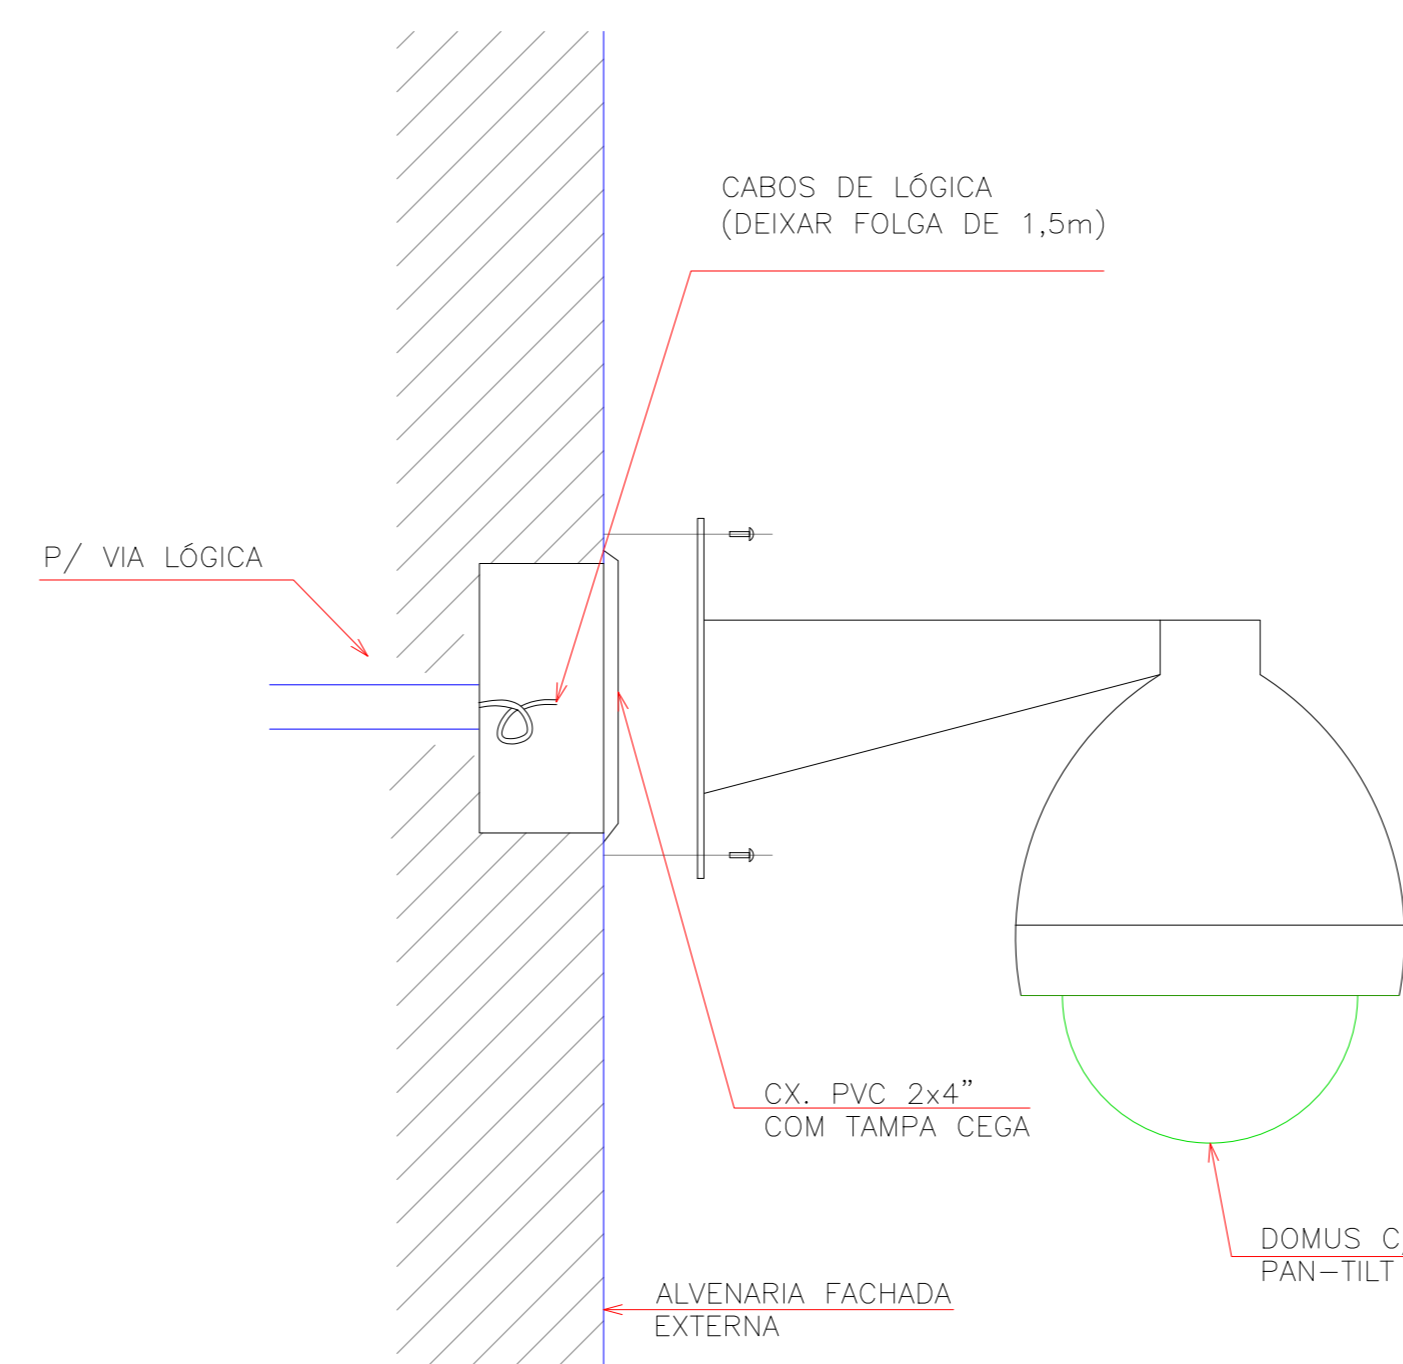 CABOS DE LÓGICA
(DEIXAR FOLGA DE 1,5m)
P/ VIA LÓGICA
CX. PVC 2x4”
COM TAMPA CEGA
DOMUS
PAN-TILT
ALVENARIA FACHADA
EXTERNA